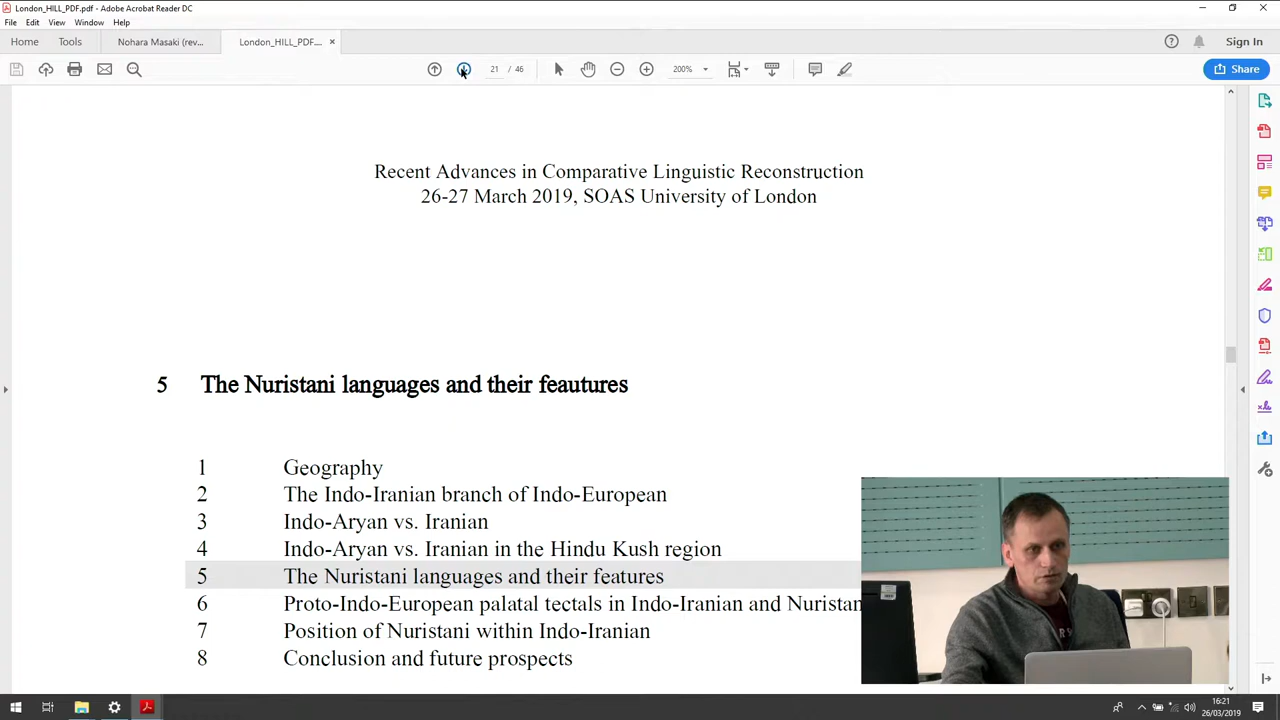 London_HILL_PDF.pdf - Adobe Acrobat Reader DC
File Edit View Window Help
Home Tools Nohara Masaki (rev... London_HILL_PDF.... × Sign In
21 / 46 200% Share
Recent Advances in Comparative Linguistic Reconstruction
26-27 March 2019, SOAS University of London
5 The Nuristani languages and their feautures
1 Geography
2 The Indo-Iranian branch of Indo-European
3 Indo-Aryan vs. Iranian
4 Indo-Aryan vs. Iranian in the Hindu Kush region
5 The Nuristani languages and their features
6 Proto-Indo-European palatal tectals in Indo-Iranian and Nuristan
7 Position of Nuristani within Indo-Iranian
8 Conclusion and future prospects
16:21
26/03/2019